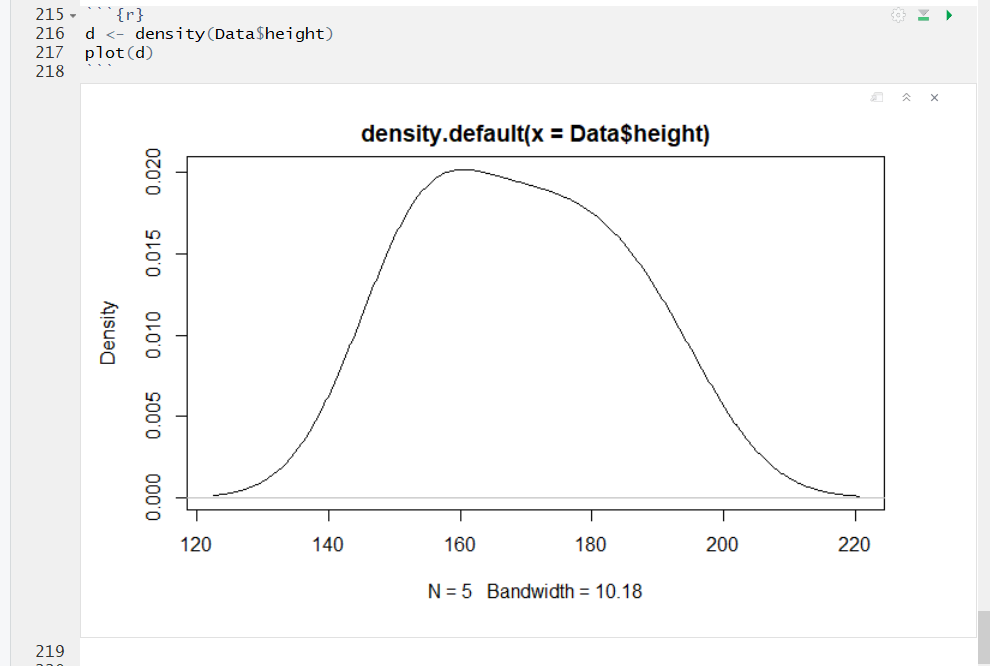 215 ```{r}
216 d <- density(Data$height)
217 plot(d)
218 ```
density.default(x = Data$height)
0.020
0.015
0.010
0.005
0.000
Density
120 140 160 180 200 220
N = 5 Bandwidth = 10.18
219